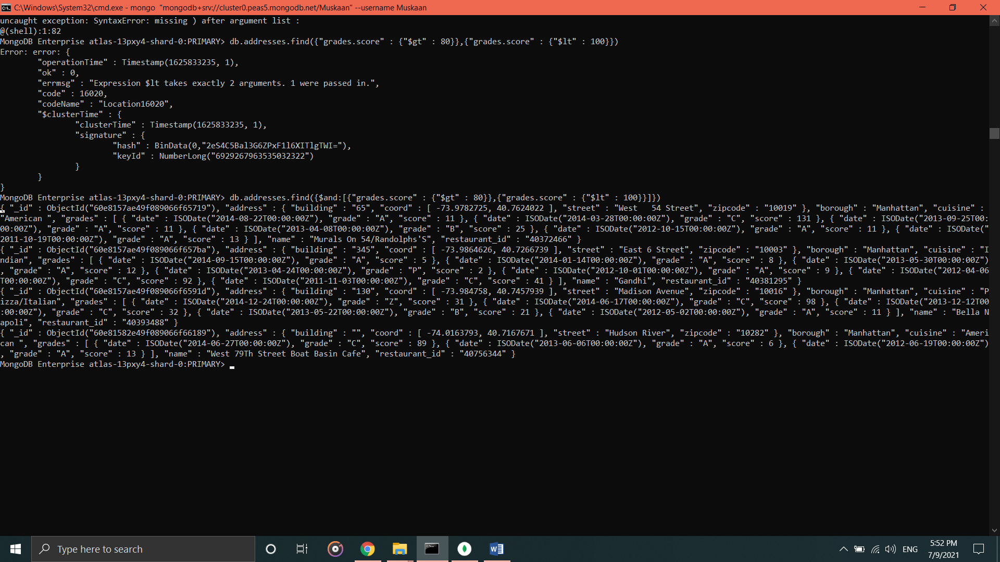 C:\Windows\System32\cmd.exe - mongo  "mongodb+srv://cluster0.peas5.mongodb.net/Muskaan" --username Muskaan
uncaught exception: SyntaxError: missing ) after argument list :
@(shell):1:82
MongoDB Enterprise atlas-13pxy4-shard-0:PRIMARY> db.addresses.find({"grades.score" : {"$gt" : 80}},{"grades.score" : {"$lt" : 100}})
Error: error: {
"operationTime" : Timestamp(1625833235, 1),
"ok" : 0,
"errmsg" : "Expression $lt takes exactly 2 arguments. 1 were passed in.",
"code" : 16020,
"codeName" : "Location16020",
"$clusterTime" : {
"clusterTime" : Timestamp(1625833235, 1),
"signature" : {
"hash" : BinData(0,"2eS4C5Bal3G6ZPxF1l6XITlgTWI="),
"keyId" : NumberLong("6929267963535032322")
}
}
}
MongoDB Enterprise atlas-13pxy4-shard-0:PRIMARY> db.addresses.find({$and:[{"grades.score" : {"$gt" : 80}},{"grades.score" : {"$lt" : 100}}]})
{ "_id" : ObjectId("60e8157ae49f089066f65719"), "address" : { "building" : "65", "coord" : [ -73.9782725, 40.7624022 ], "street" : "West   54 Street", "zipcode" : "10019" }, "borough" : "Manhattan", "cuisine" :
"American ", "grades" : [ { "date" : ISODate("2014-08-22T00:00:00Z"), "grade" : "A", "score" : 11 }, { "date" : ISODate("2014-03-28T00:00:00Z"), "grade" : "C", "score" : 131 }, { "date" : ISODate("2013-09-25T00:
00:00Z"), "grade" : "A", "score" : 11 }, { "date" : ISODate("2013-04-08T00:00:00Z"), "grade" : "B", "score" : 25 }, { "date" : ISODate("2012-10-15T00:00:00Z"), "grade" : "A", "score" : 11 }, { "date" : ISODate("
2011-10-19T00:00:00Z"), "grade" : "A", "score" : 13 } ], "name" : "Murals On 54/Randolphs'S", "restaurant_id" : "40372466" }
{ "_id" : ObjectId("60e8157ae49f089066f657ba"), "address" : { "building" : "345", "coord" : [ -73.9864626, 40.7266739 ], "street" : "East 6 Street", "zipcode" : "10003" }, "borough" : "Manhattan", "cuisine" : "I
ndian", "grades" : [ { "date" : ISODate("2014-09-15T00:00:00Z"), "grade" : "A", "score" : 5 }, { "date" : ISODate("2014-01-14T00:00:00Z"), "grade" : "A", "score" : 8 }, { "date" : ISODate("2013-05-30T00:00:00Z")
, "grade" : "A", "score" : 12 }, { "date" : ISODate("2013-04-24T00:00:00Z"), "grade" : "P", "score" : 2 }, { "date" : ISODate("2012-10-01T00:00:00Z"), "grade" : "A", "score" : 9 }, { "date" : ISODate("2012-04-06
T00:00:00Z"), "grade" : "C", "score" : 92 }, { "date" : ISODate("2011-11-03T00:00:00Z"), "grade" : "C", "score" : 41 } ], "name" : "Gandhi", "restaurant_id" : "40381295" }
{ "_id" : ObjectId("60e8157ae49f089066f6591d"), "address" : { "building" : "130", "coord" : [ -73.984758, 40.7457939 ], "street" : "Madison Avenue", "zipcode" : "10016" }, "borough" : "Manhattan", "cuisine" : "P
izza/Italian", "grades" : [ { "date" : ISODate("2014-12-24T00:00:00Z"), "grade" : "Z", "score" : 31 }, { "date" : ISODate("2014-06-17T00:00:00Z"), "grade" : "C", "score" : 98 }, { "date" : ISODate("2013-12-12T00
:00:00Z"), "grade" : "C", "score" : 32 }, { "date" : ISODate("2013-05-22T00:00:00Z"), "grade" : "B", "score" : 21 }, { "date" : ISODate("2012-05-02T00:00:00Z"), "grade" : "A", "score" : 11 } ], "name" : "Bella N
apoli", "restaurant_id" : "40393488" }
{ "_id" : ObjectId("60e81582e49f089066f66189"), "address" : { "building" : "", "coord" : [ -74.0163793, 40.7167671 ], "street" : "Hudson River", "zipcode" : "10282" }, "borough" : "Manhattan", "cuisine" : "Ameri
can ", "grades" : [ { "date" : ISODate("2014-06-27T00:00:00Z"), "grade" : "C", "score" : 89 }, { "date" : ISODate("2013-06-06T00:00:00Z"), "grade" : "A", "score" : 6 }, { "date" : ISODate("2012-06-19T00:00:00Z")
, "grade" : "A", "score" : 13 } ], "name" : "West 79Th Street Boat Basin Cafe", "restaurant_id" : "40756344" }
MongoDB Enterprise atlas-13pxy4-shard-0:PRIMARY>
Type here to search
ENG
5:52 PM
7/9/2021